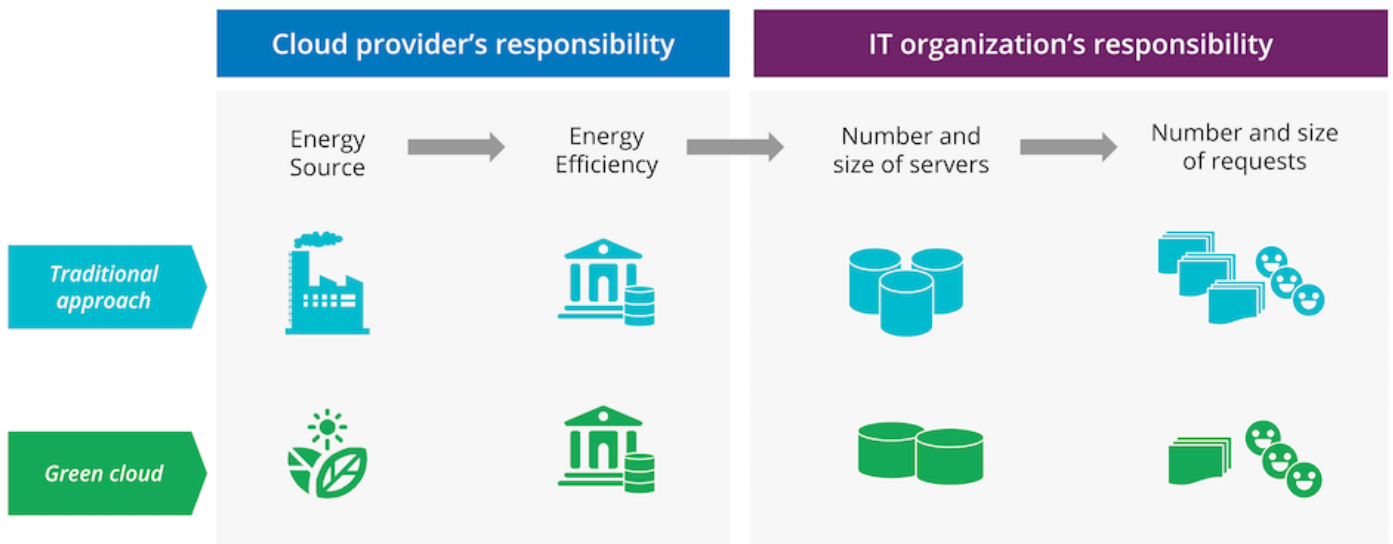 Cloud provider’s responsibility
IT organization’s responsibility
Energy
Source
Energy
Efficiency
Number and
size of servers
Number and size
of requests
Traditional
approach
Green cloud